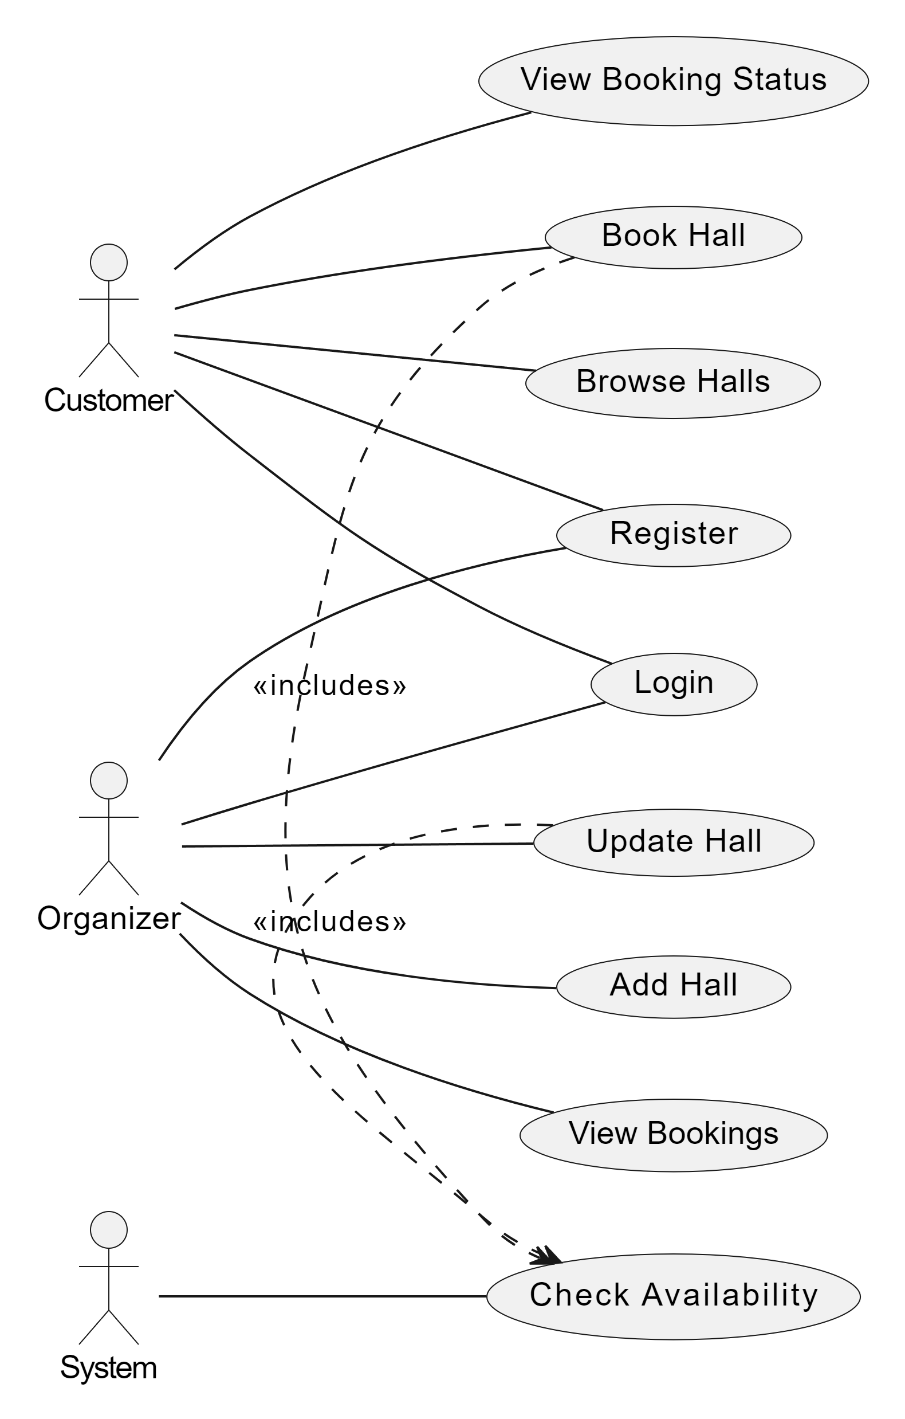 View Booking Status
Book Hall
Browse Halls
Customer
Register
«includes»
Login
Update Hall
Organizer
«includes»
Add Hall
View Bookings
Check Availability
System